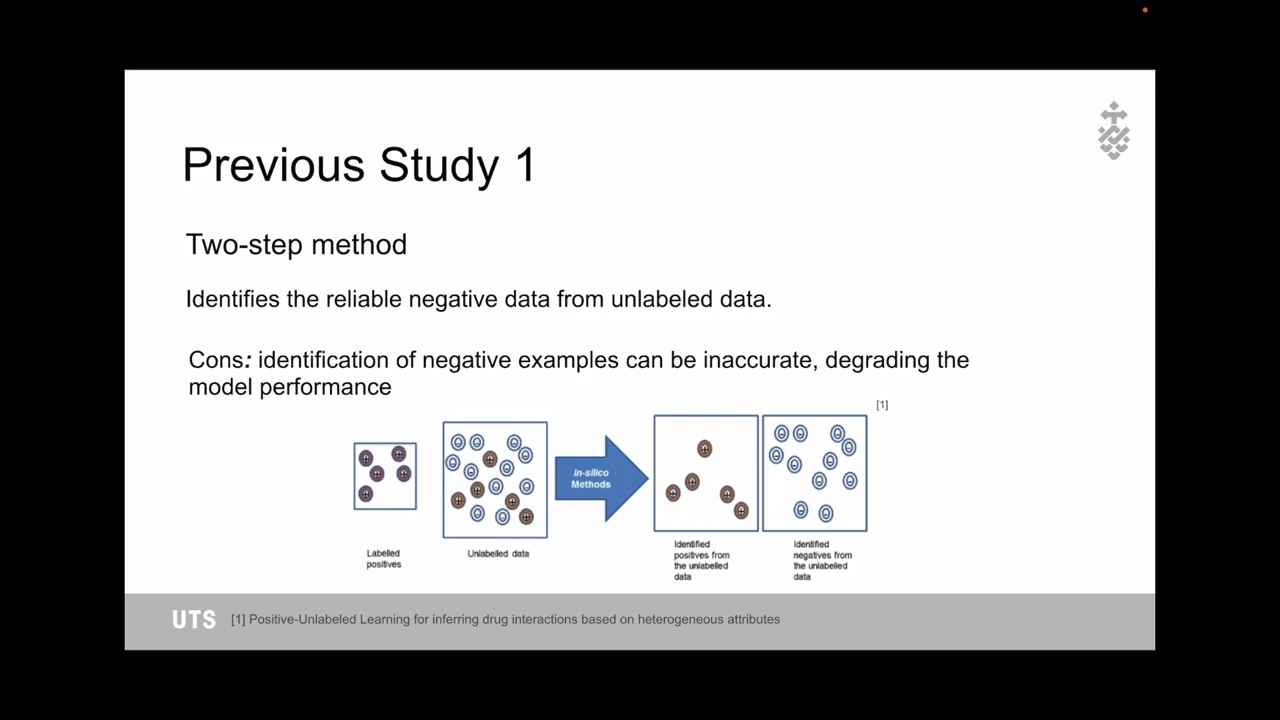 Previous Study 1
Two-step method
Identifies the reliable negative data from unlabeled data.
Cons: identification of negative examples can be inaccurate, degrading the
model performance
[1]
in-silico
Methods
Labelled
positives
Unlabelled data
Identified
positives from
the unlabelled
data
Identified
negatives from
the unlabelled
data
UTS
[1] Positive-Unlabeled Learning for inferring drug interactions based on heterogeneous attributes